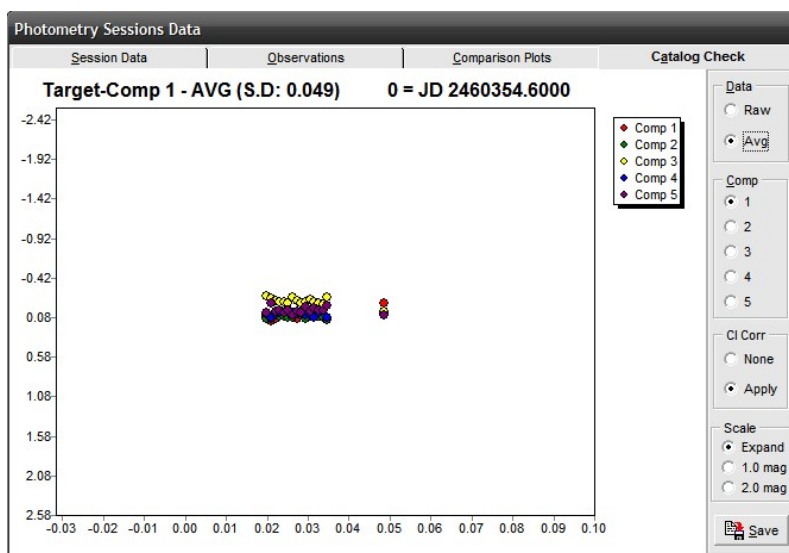 Photometry Sessions Data
Session Data
Observations
Comparison Plots
Catalog Check
Target-Comp 1 - AVG (S.D: 0.049) 0 = JD 2460354.6000
-2.42
-1.92
-1.42
-0.92
-0.42
0.08
0.58
1.08
1.58
2.08
2.58
-0.03 -0.02 -0.01 0.00 0.01 0.02 0.03 0.04 0.05 0.06 0.07 0.08 0.09 0.10
Comp 1
Comp 2
Comp 3
Comp 4
Comp 5
Data
Raw
Avg
Comp
1
2
3
4
5
CI Corr
None
Apply
Scale
Expand
1.0 mag
2.0 mag
Save